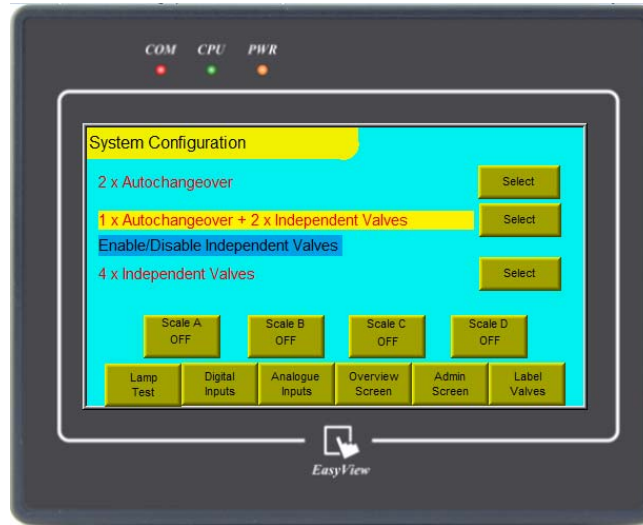 COM CPU PWR
System Configuration
2 x Autochangeover
Select
1 x Autochangeover + 2 x Independent Valves
Select
Enable/Disable Independent Valves
4 x Independent Valves
Select
Scale A
OFF
Scale B
OFF
Scale C
OFF
Scale D
OFF
Lamp
Test
Digital
Inputs
Analogue
Inputs
Overview
Screen
Admin
Screen
Label
Valves
EasyView